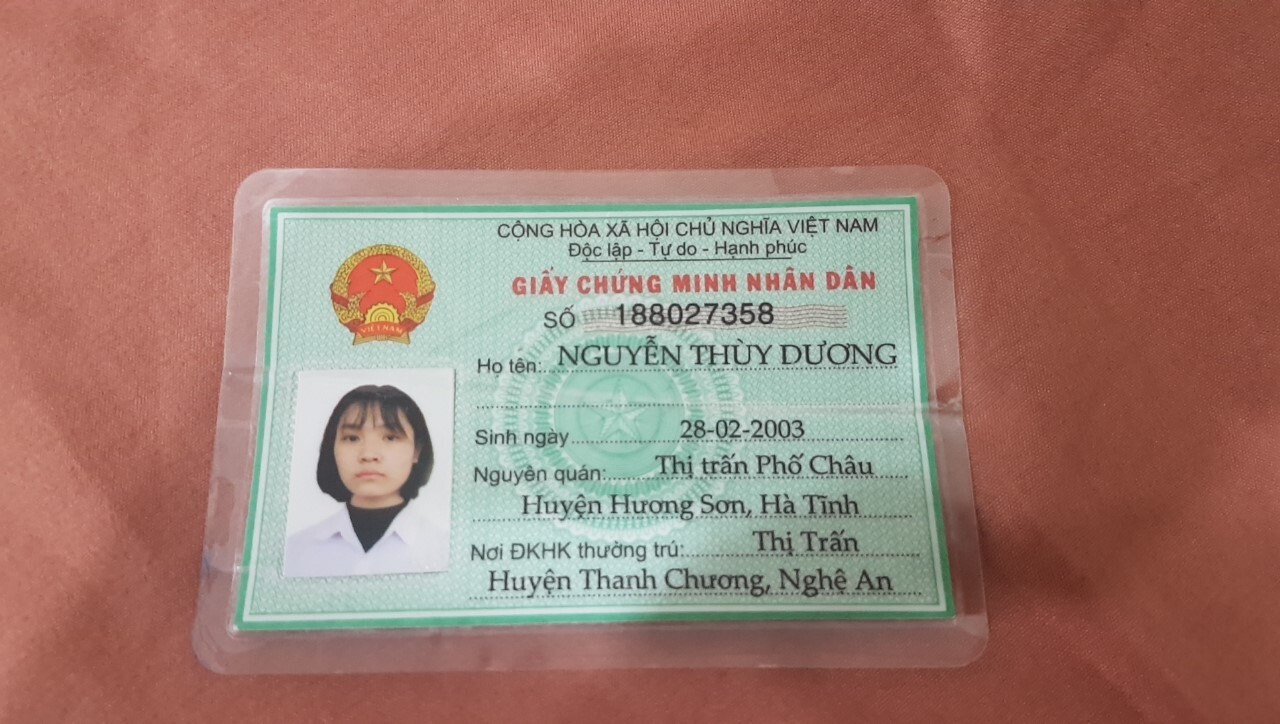 CỘNG HÒA XÃ HỘI CHỦ NGHĨA VIỆT NAM
Độc lập - Tự do - Hạnh phúc
GIẤY CHỨNG MINH NHÂN DÂN
SỐ 188027358
Họ tên: NGUYỄN THÙY DƯƠNG
Sinh ngày 28-02-2003
Nguyên quán: Thị trấn Phố Châu
Huyện Hương Sơn, Hà Tĩnh
Nơi ĐKHK thường trú: Thị Trấn
Huyện Thanh Chương, Nghệ An
VIỆT NAM